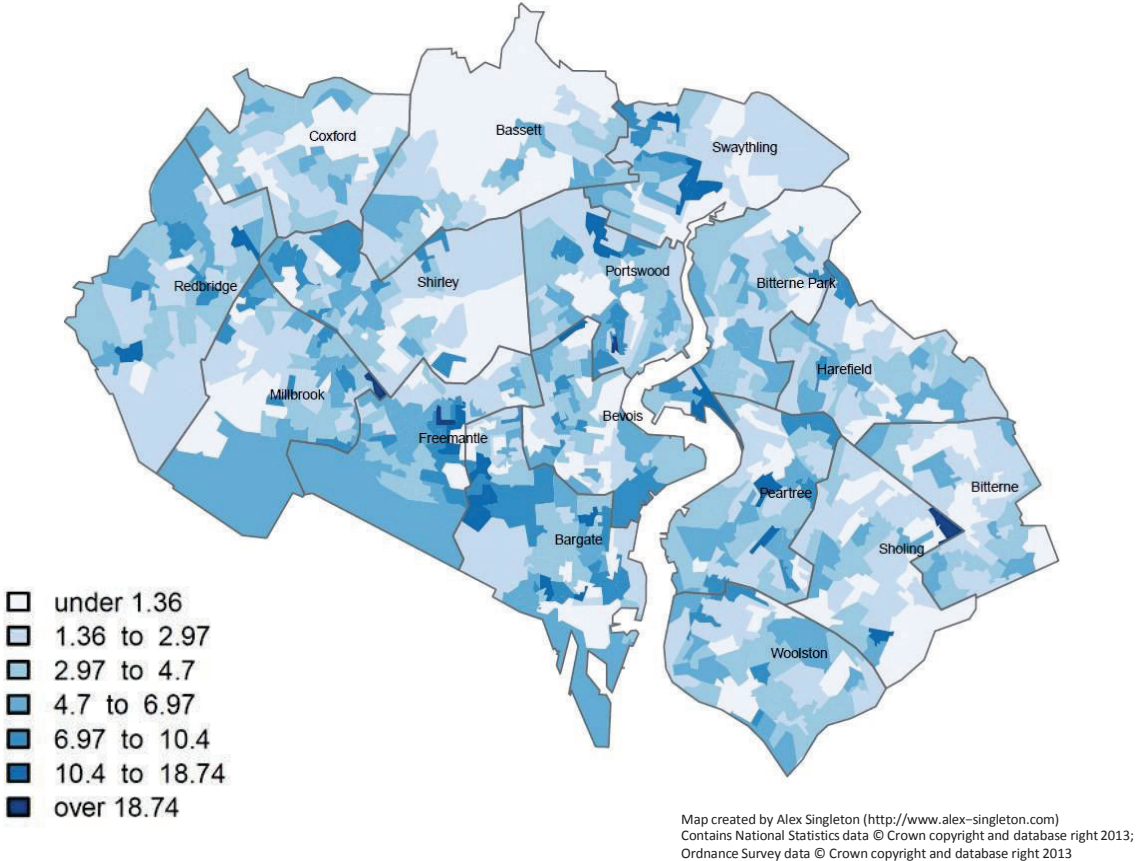 Coxford
Bassett
Swaythling
Redbridge
Shirley
Portswood
Bitterne Park
Harefield
Millbrook
Freemantle
Bevois
Peartree
Bitterne
Sholing
Bargate
Woolston
under 1.36
1.36 to 2.97
2.97 to 4.7
4.7 to 6.97
6.97 to 10.4
10.4 to 18.74
over 18.74
Map created by Alex Singleton (http://www.alex−singleton.com)
Contains National Statistics data © Crown copyright and database right 2013;
Ordnance Survey data © Crown copyright and database right 2013